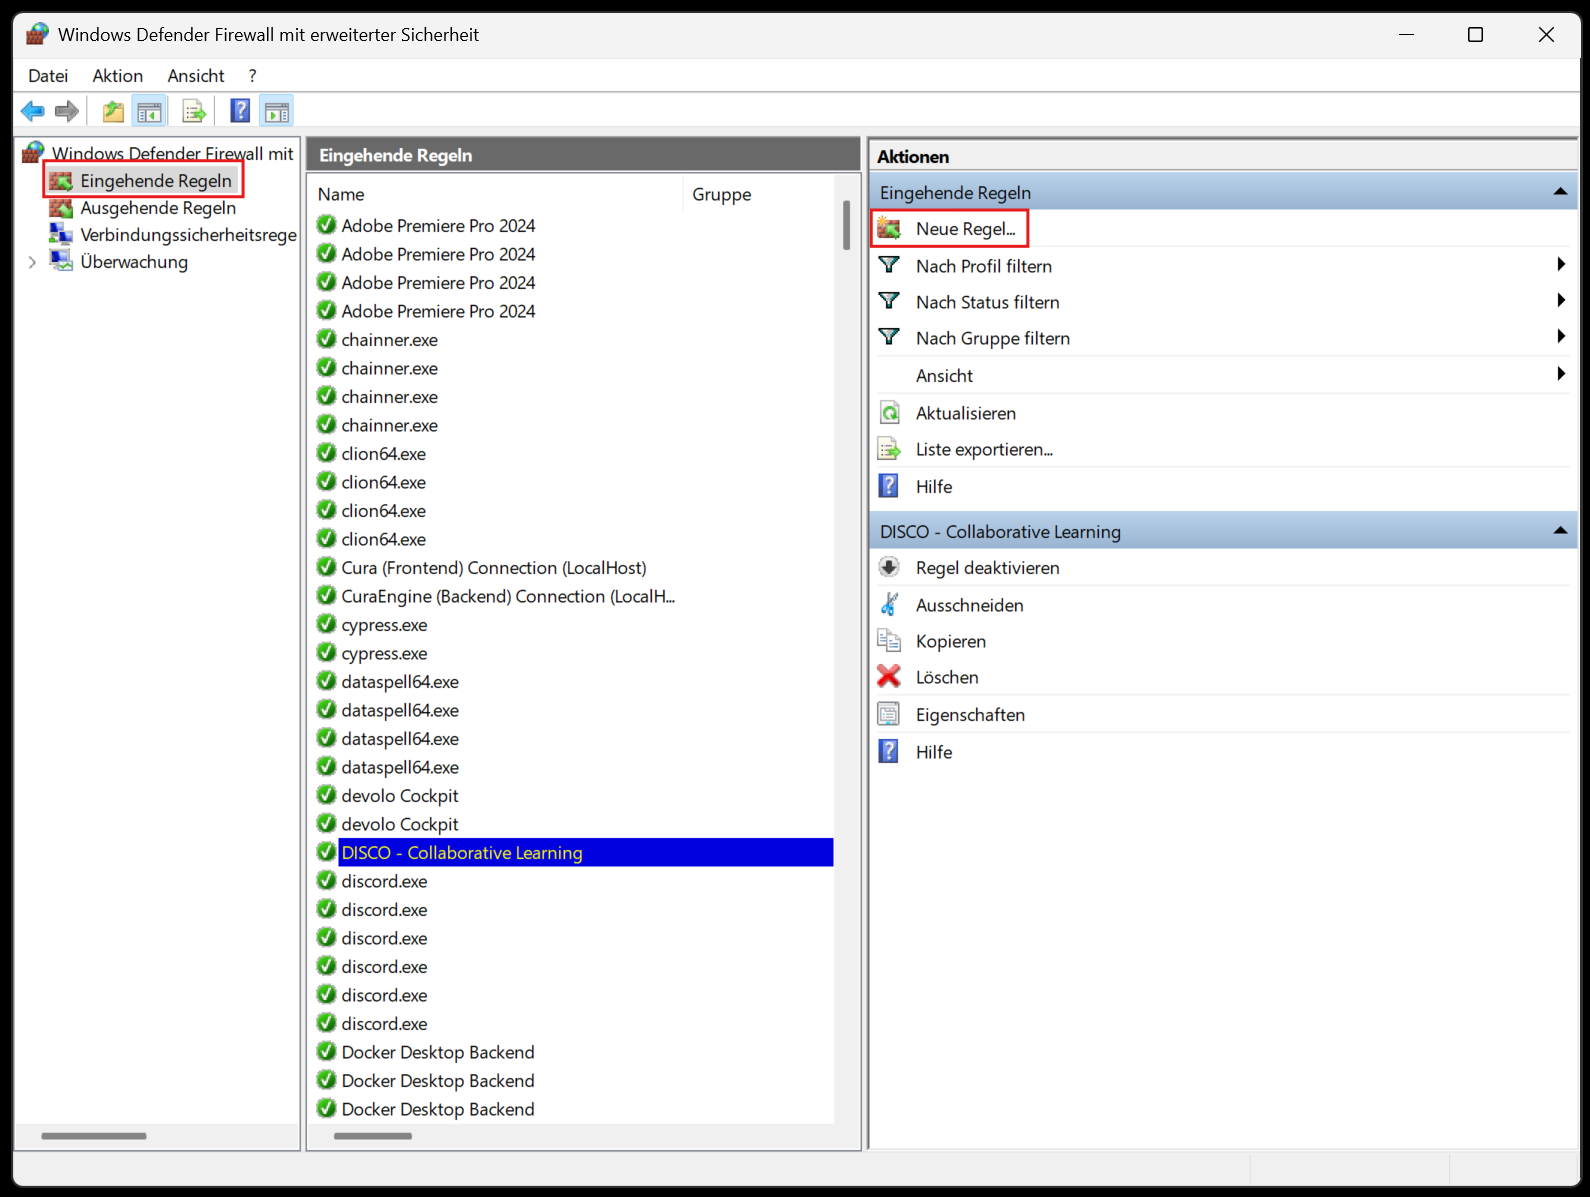 Windows Defender Firewall mit erweiterter Sicherheit
Datei Aktion Ansicht ?
Windows Defender Firewall mit
Eingehende Regeln
Ausgehende Regeln
Verbindungssicherheitsrege
Überwachung
Eingehende Regeln
Name Gruppe
Adobe Premiere Pro 2024
Adobe Premiere Pro 2024
Adobe Premiere Pro 2024
Adobe Premiere Pro 2024
chainner.exe
chainner.exe
chainner.exe
chainner.exe
clion64.exe
clion64.exe
clion64.exe
clion64.exe
Cura (Frontend) Connection (LocalHost)
CuraEngine (Backend) Connection (LocalH...
cypress.exe
cypress.exe
dataspell64.exe
dataspell64.exe
dataspell64.exe
dataspell64.exe
devolo Cockpit
devolo Cockpit
DISCO - Collaborative Learning
discord.exe
discord.exe
discord.exe
discord.exe
discord.exe
discord.exe
Docker Desktop Backend
Docker Desktop Backend
Docker Desktop Backend
Aktionen
Eingehende Regeln
Neue Regel...
Nach Profil filtern
Nach Status filtern
Nach Gruppe filtern
Ansicht
Aktualisieren
Liste exportieren...
Hilfe
DISCO - Collaborative Learning
Regel deaktivieren
Ausschneiden
Kopieren
Löschen
Eigenschaften
Hilfe